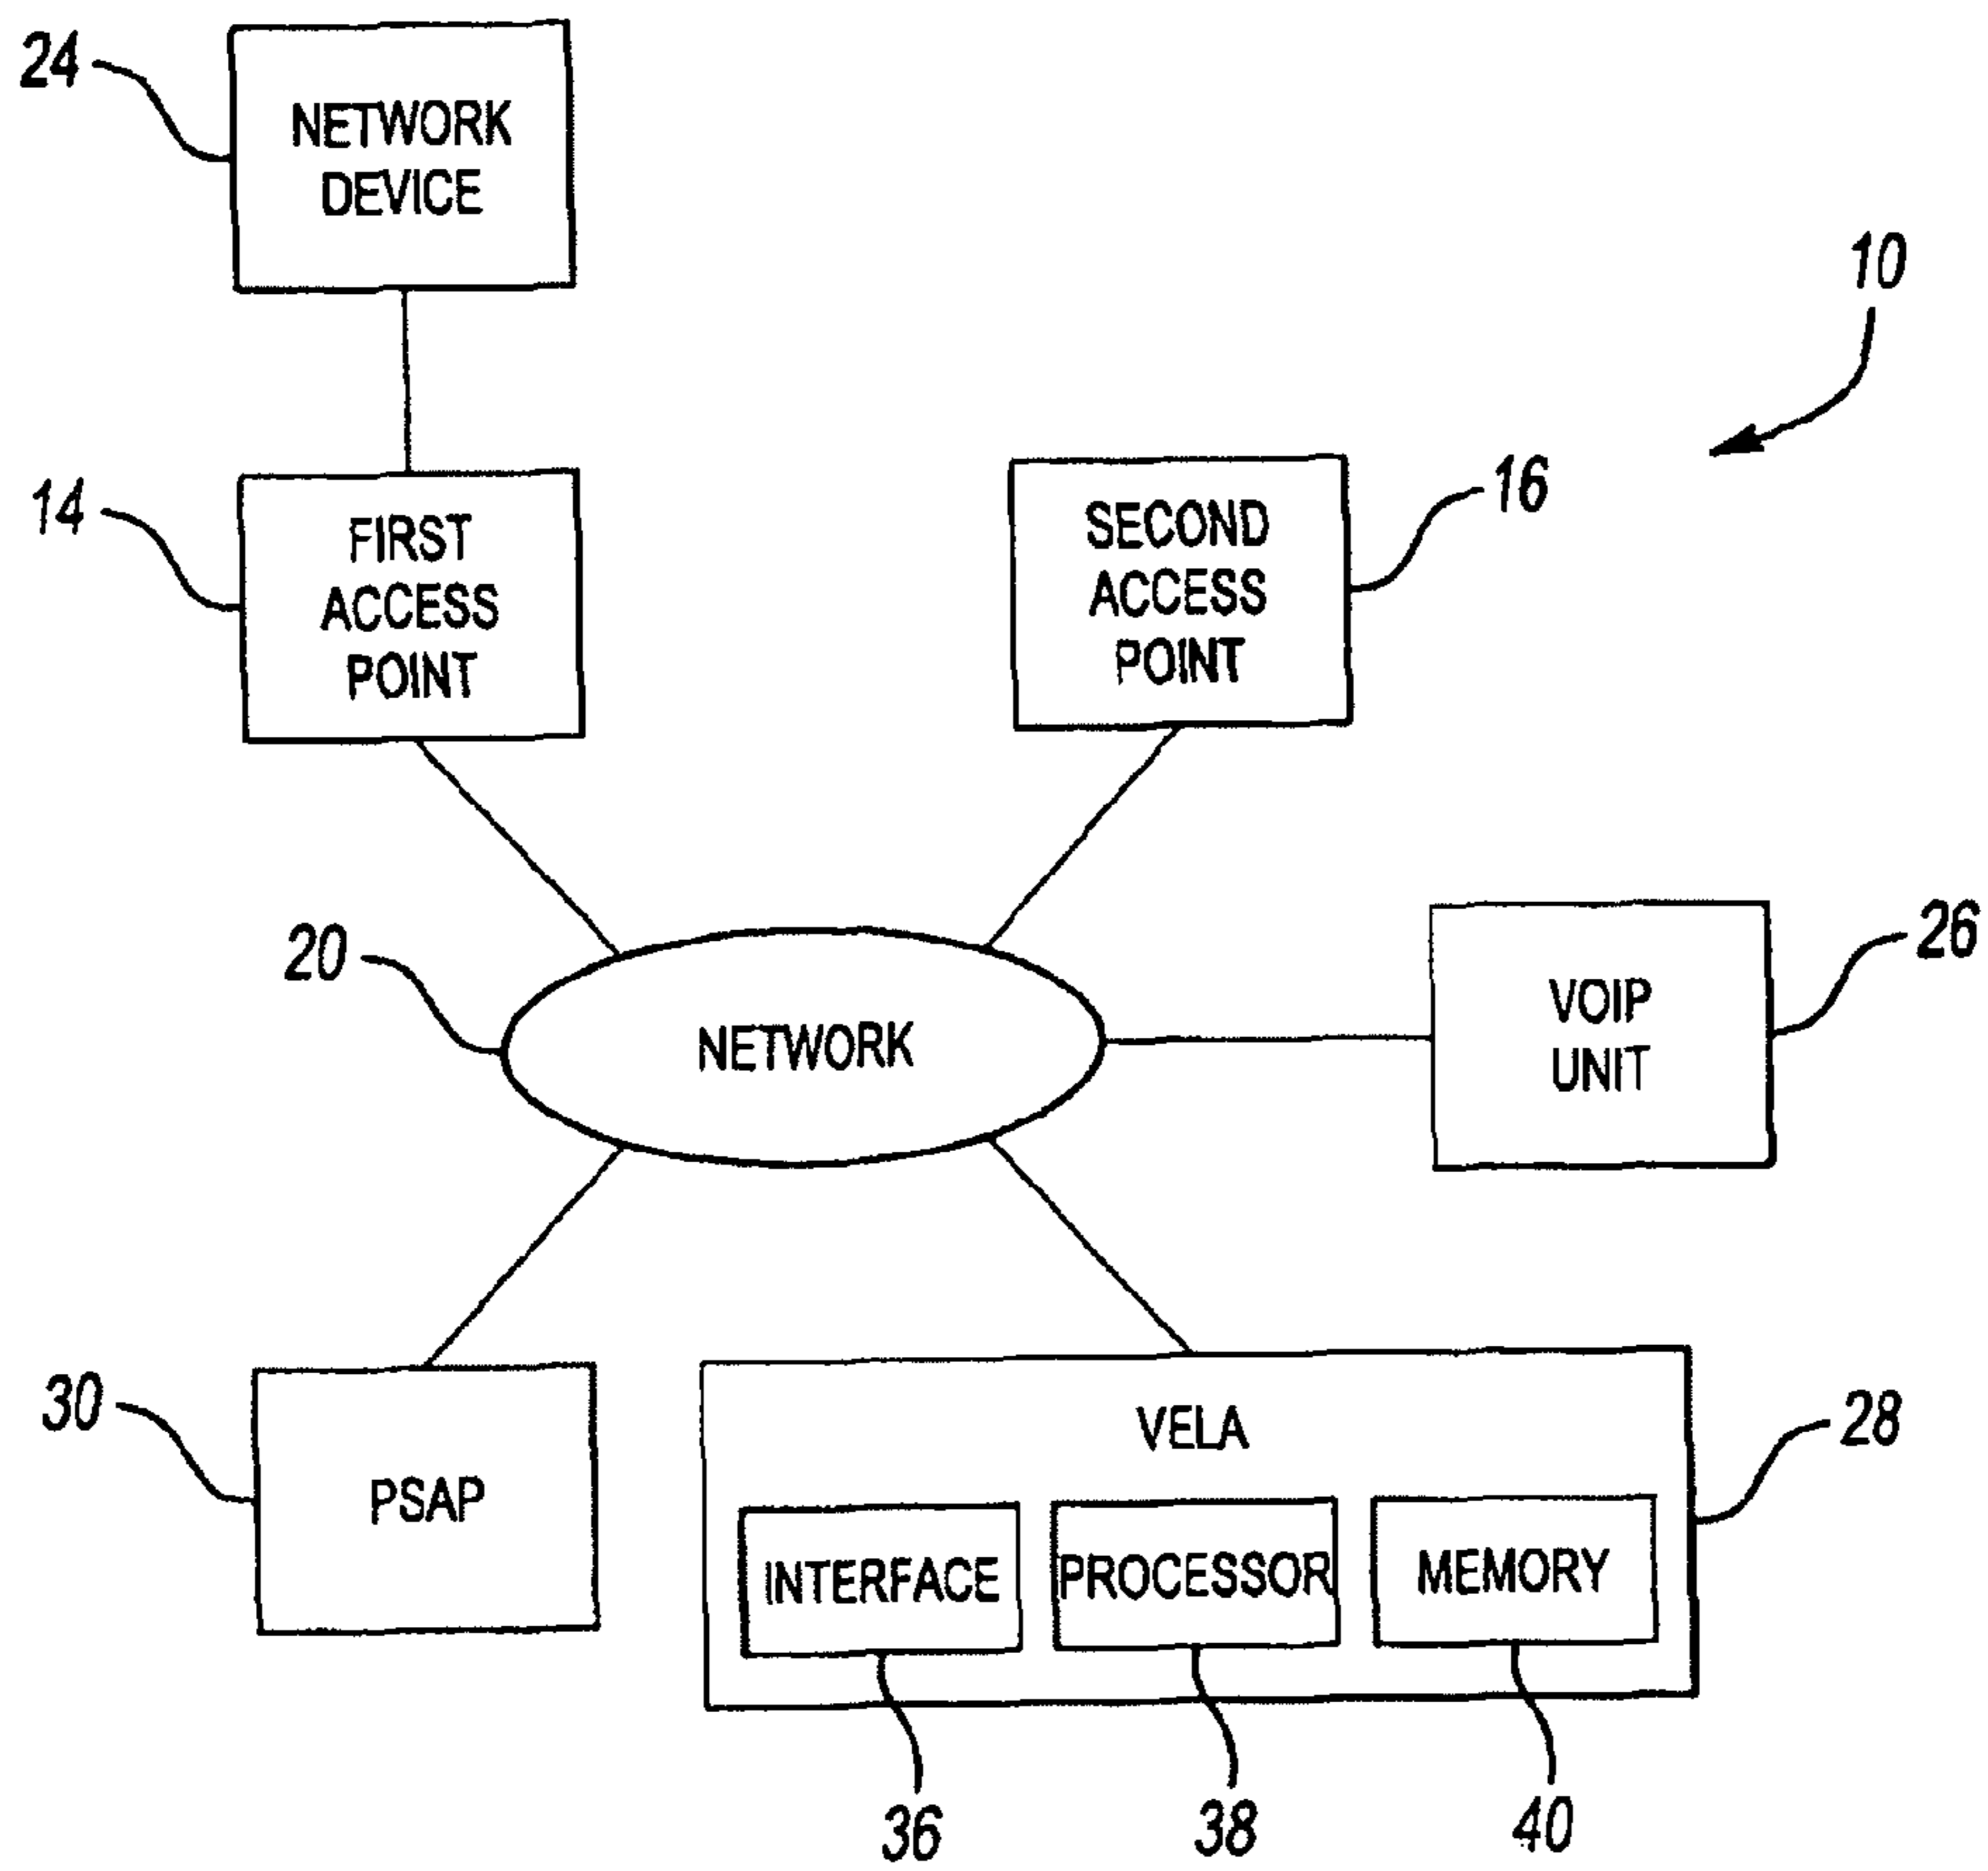 24
NETWORK
DEVICE
10
14
FIRST
ACCESS
POINT
SECOND
ACCESS
POINT
16
20
NETWORK
VOIP
UNIT
26
30
PSAP
VELA
28
INTERFACE
PROCESSOR
MEMORY
36
38
40